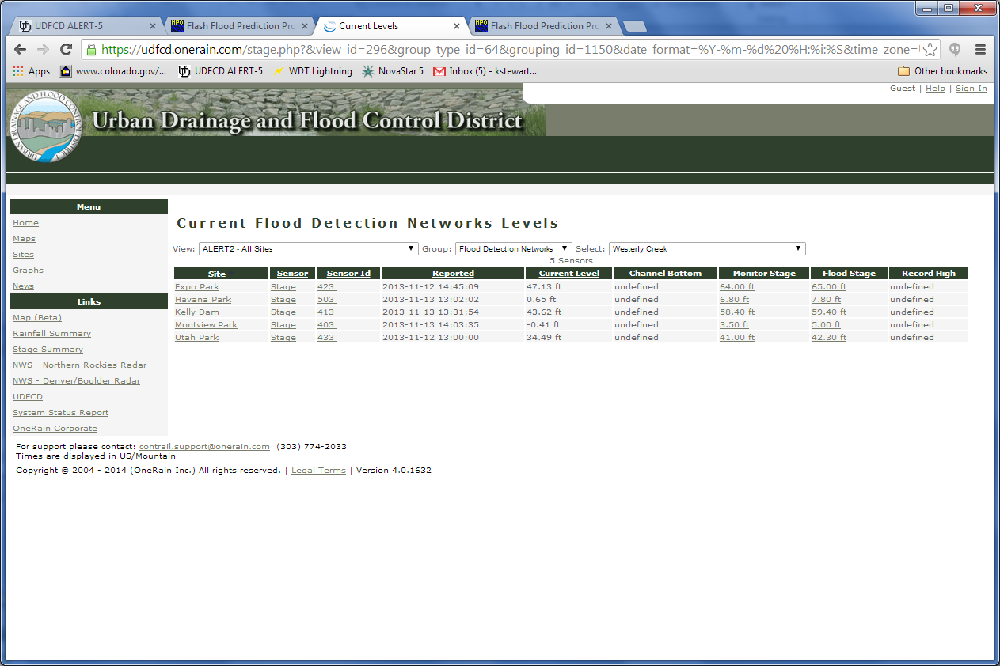 UDFCD ALERT-5 Flash Flood Prediction Pro Current Levels Flash Flood Prediction Pro
https://udfcd.onerain.com/stage.php?&view_id=296&group_type_id=64&grouping_id=1150&date_format=%Y-%m-%d%20%H:%i:%S&time_zone=
Apps www.colorado.gov/... UDFCD ALERT-5 WDT Lightning NovaStar 5 Inbox (5) - kstewart... Other bookmarks
Guest | Help | Sign In
URBAN DRAINAGE AND FLOOD CONTROL DISTRICT
Urban Drainage and Flood Control District
Menu
Home
Maps
Sites
Graphs
News
Links
Map (Beta)
Rainfall Summary
Stage Summary
NWS - Northern Rockies Radar
NWS - Denver/Boulder Radar
UDFCD
System Status Report
OneRain Corporate
Current Flood Detection Networks Levels
View: ALERT2 - All Sites Group: Flood Detection Networks Select: Westerly Creek
5 Sensors
Site Sensor Sensor Id Reported Current Level Channel Bottom Monitor Stage Flood Stage Record High
Expo Park Stage 423 2013-11-12 14:45:09 47.13 ft undefined 64.00 ft 65.00 ft undefined
Havana Park Stage 503 2013-11-13 13:02:02 0.65 ft undefined 6.80 ft 7.80 ft undefined
Kelly Dam Stage 413 2013-11-13 13:31:54 43.62 ft undefined 58.40 ft 59.40 ft undefined
Montview Park Stage 403 2013-11-13 14:03:35 -0.41 ft undefined 3.50 ft 5.00 ft undefined
Utah Park Stage 433 2013-11-12 13:00:00 34.49 ft undefined 41.00 ft 42.30 ft undefined
For support please contact: contrail.support@onerain.com (303) 774-2033
Times are displayed in US/Mountain
Copyright © 2004 - 2014 (OneRain Inc.) All rights reserved. | Legal Terms | Version 4.0.1632